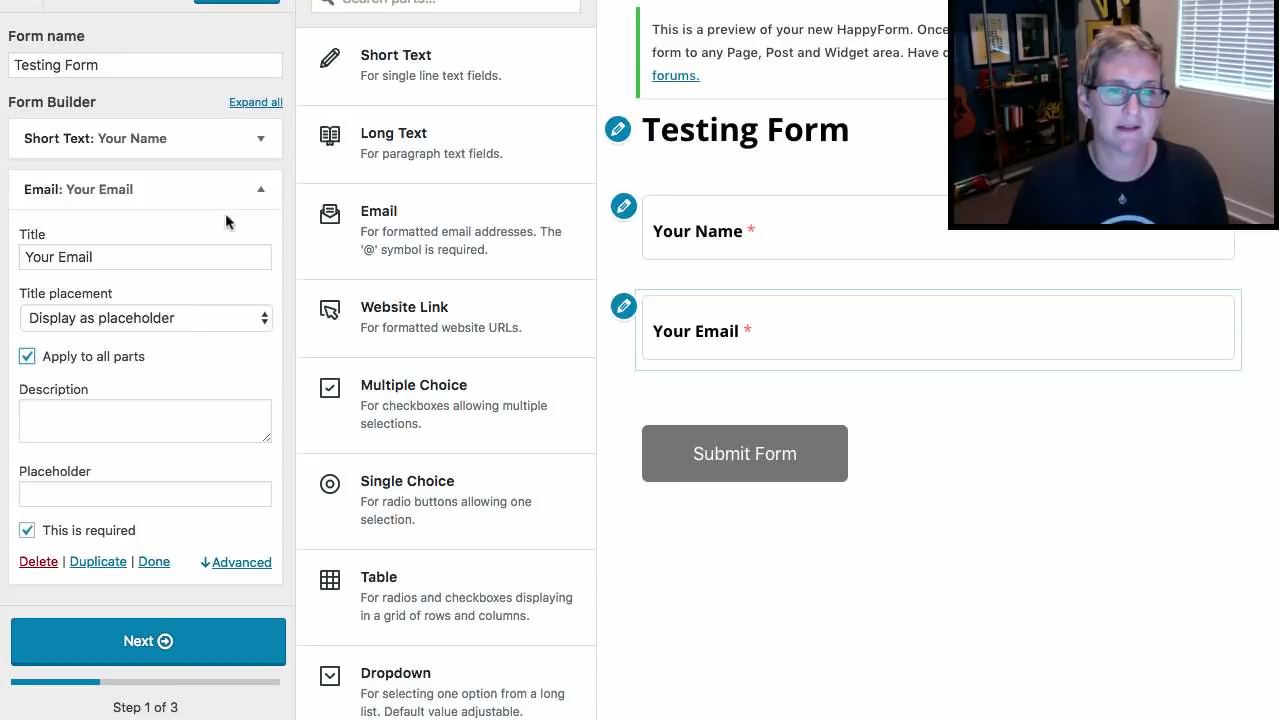 Form name
Testing Form
Form Builder
Expand all
Short Text: Your Name
Email: Your Email
Title
Your Email
Title placement
Display as placeholder
Apply to all parts
Description
Placeholder
This is required
Delete | Duplicate | Done
Advanced
Next
Step 1 of 3
Search parts...
Short Text
For single line text fields.
Long Text
For paragraph text fields.
Email
For formatted email addresses. The
'@' symbol is required.
Website Link
For formatted website URLs.
Multiple Choice
For checkboxes allowing multiple
selections.
Single Choice
For radio buttons allowing one
selection.
Table
For radios and checkboxes displaying
in a grid of rows and columns.
Dropdown
For selecting one option from a long
list. Default value adjustable.
This is a preview of your new HappyForm. Once
form to any Page, Post and Widget area. Have
forums.
Testing Form
Your Name *
Your Email *
Submit Form